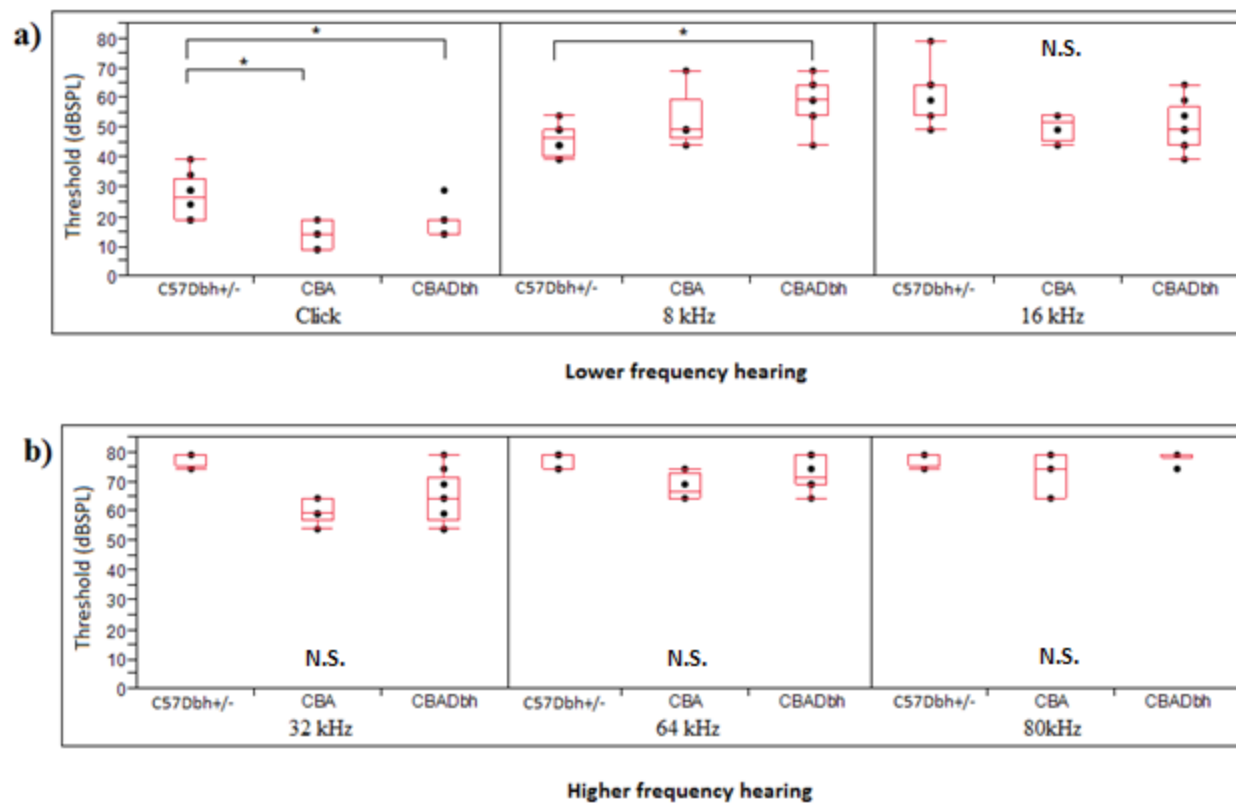 a)
* *
*
N.S.
Threshold (dBSPL)
80
70
60
50
40
30
20
10
0
C57Dbh+/- CBA CBADbh C57Dbh+/- CBA CBADbh C57Dbh+/- CBA CBADbh
Click 8 kHz 16 kHz
Lower frequency hearing
b)
Threshold (dBSPL)
80
70
60
50
40
30
20
10
0
N.S. N.S. N.S.
C57Dbh+/- CBA CBADbh C57Dbh+/- CBA CBADbh C57Dbh+/- CBA CBADbh
32 kHz 64 kHz 80kHz
Higher frequency hearing